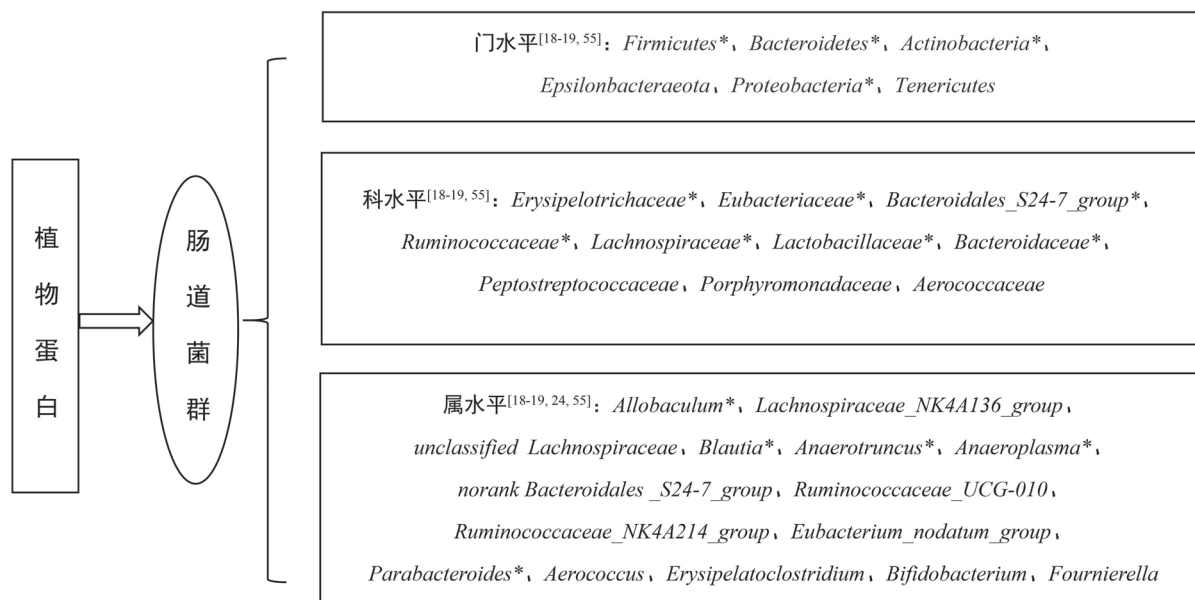 植物蛋白
肠道菌群
门水平[18-19, 55]：Firmicutes*、Bacteroidetes*、Actinobacteria*、
Epsilonbacteraeota、Proteobacteria*、Tenericutes
科水平[18-19, 55]：Erysipelotrichaceae*、Eubacteriaceae*、Bacteroidales_S24-7_group*、
Ruminococcaceae*、Lachnospiraceae*、Lactobacillaceae*、Bacteroidaceae*、
Peptostreptococcaceae、Porphyromonadaceae、Aerococcaceae
属水平[18-19, 24, 55]：Allobaculum*、Lachnospiraceae_NK4A136_group、
unclassified Lachnospiraceae、Blautia*、Anaerotruncus*、Anaeroplasma*、
norank Bacteroidales _S24-7_group、Ruminococcaceae_UCG-010、
Ruminococcaceae_NK4A214_group、Eubacterium_nodatum_group、
Parabacteroides*、Aerococcus、Erysipelatoclostridium、Bifidobacterium、Fournierella